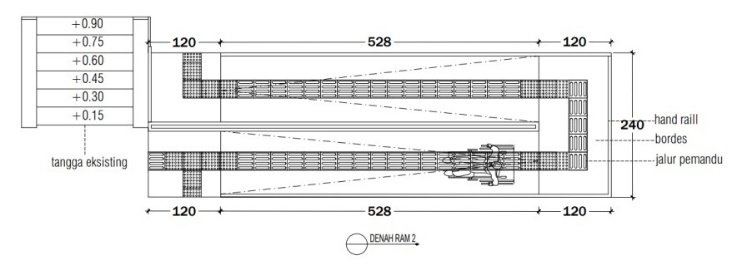 +0.90
+0.75
+0.60
+0.45
+0.30
+0.15
tangga eksisting
120 528 120
240
hand raill
bordes
jalur pemandu
120 528 120
DENAH RAM 2